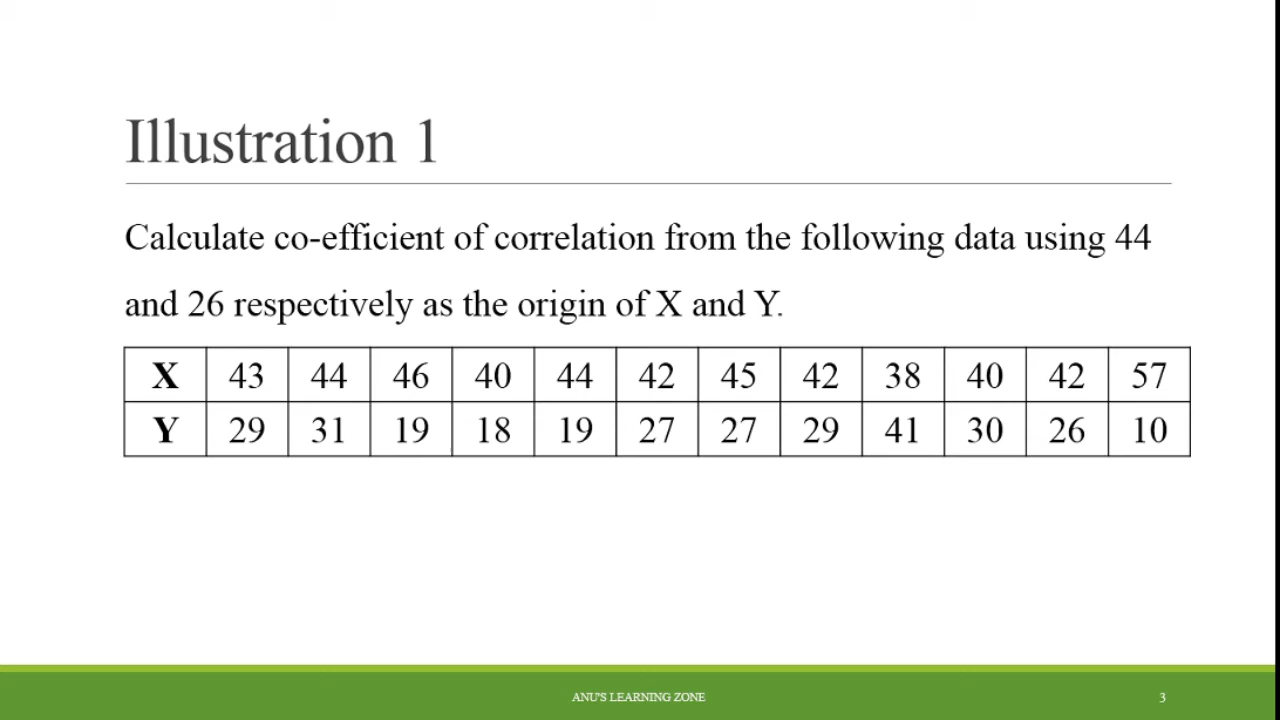 Illustration 1
Calculate co-efficient of correlation from the following data using 44
and 26 respectively as the origin of X and Y.
X 43 44 46 40 44 42 45 42 38 40 42 57
Y 29 31 19 18 19 27 27 29 41 30 26 10
ANU'S LEARNING ZONE
3